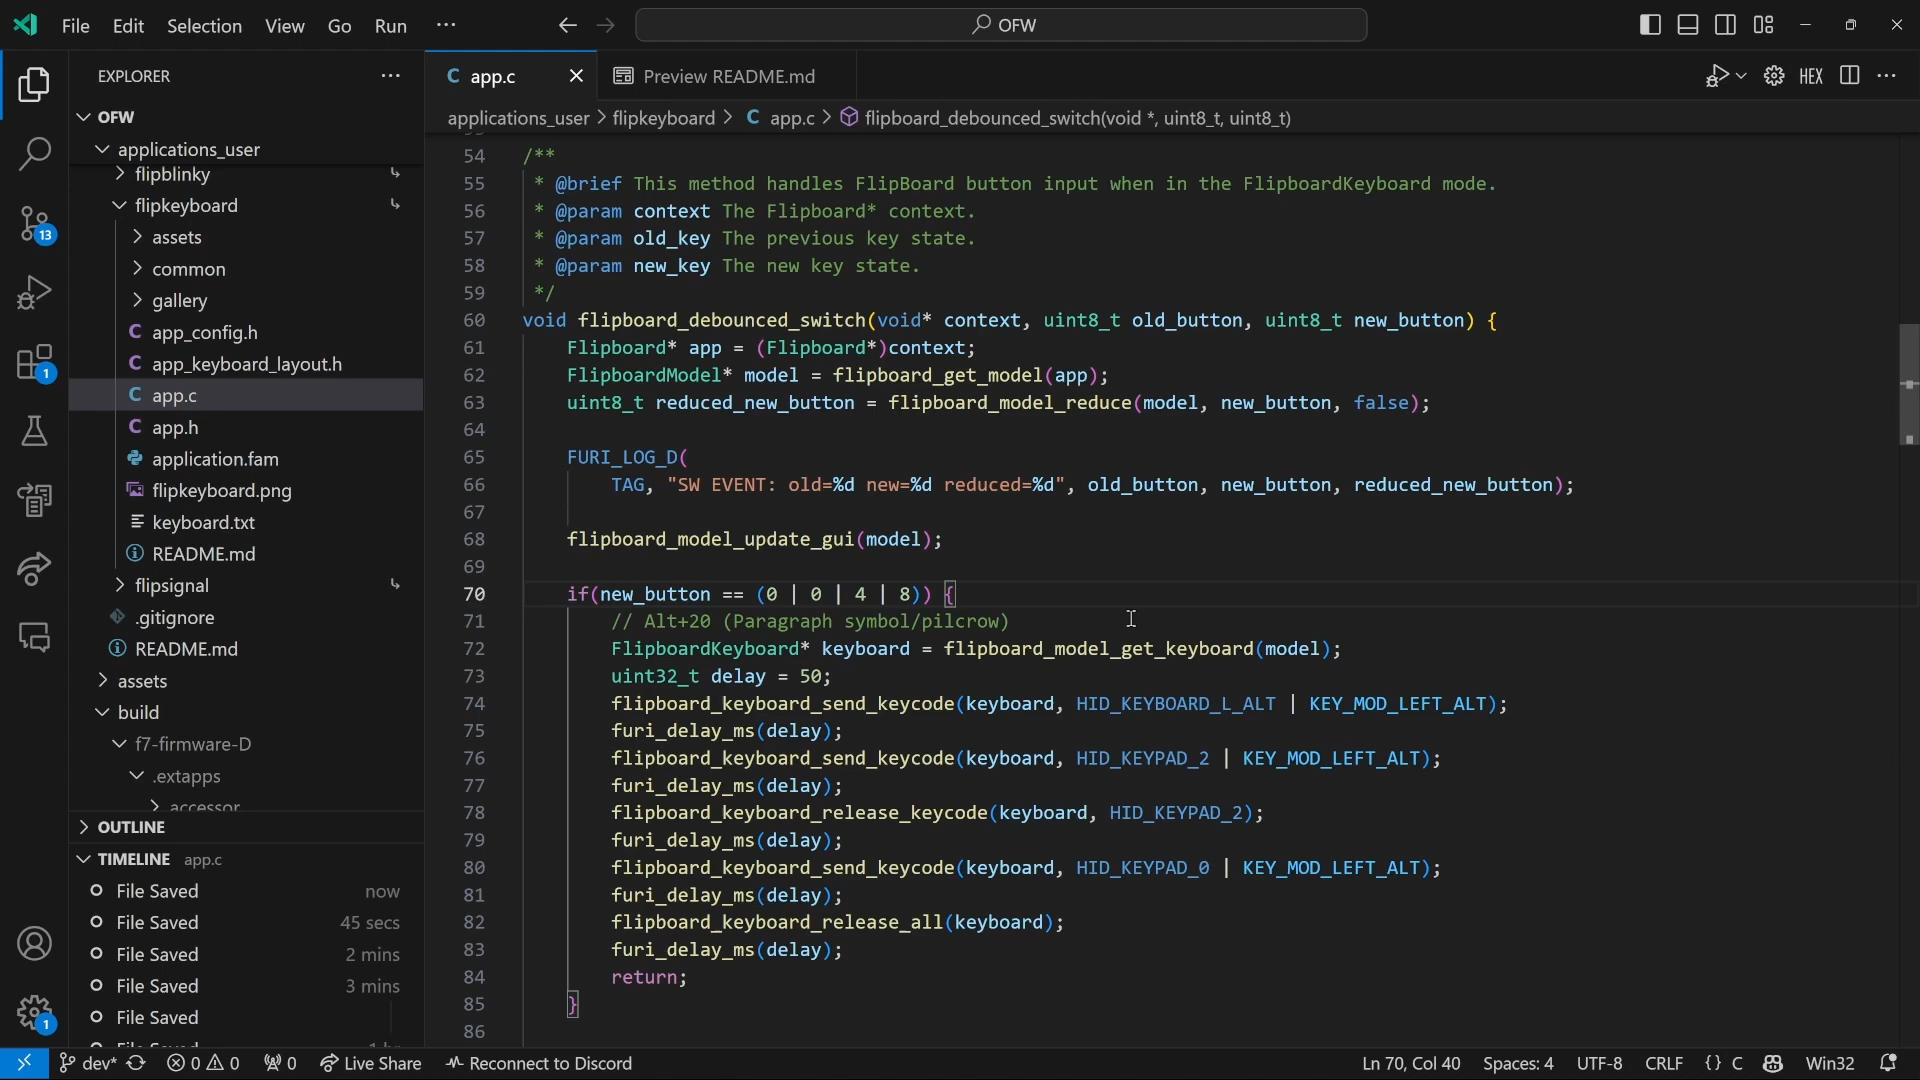 File Edit Selection View Go Run ···
OFW
EXPLORER ···
OFW
applications_user
flipblinky
flipkeyboard
assets
common
gallery
C app_config.h
C app_keyboard_layout.h
C app.c
C app.h
application.fam
flipkeyboard.png
keyboard.txt
README.md
flipsignal
.gitignore
README.md
assets
build
f7-firmware-D
.extapps
accessor
OUTLINE
TIMELINE app.c
File Saved now
File Saved 45 secs
File Saved 2 mins
File Saved 3 mins
File Saved
13
1
1
C app.c
Preview README.md
HEX
applications_user > flipkeyboard > C app.c > flipboard_debounced_switch(void *, uint8_t, uint8_t)
54 /**
55 * @brief This method handles FlipBoard button input when in the FlipboardKeyboard mode.
56 * @param context The Flipboard* context.
57 * @param old_key The previous key state.
58 * @param new_key The new key state.
59 */
60 void flipboard_debounced_switch(void* context, uint8_t old_button, uint8_t new_button) {
61 Flipboard* app = (Flipboard*)context;
62 FlipboardModel* model = flipboard_get_model(app);
63 uint8_t reduced_new_button = flipboard_model_reduce(model, new_button, false);
64
65 FURI_LOG_D(
66 TAG, "SW EVENT: old=%d new=%d reduced=%d", old_button, new_button, reduced_new_button);
67
68 flipboard_model_update_gui(model);
69
70 if(new_button == (0 | 0 | 4 | 8)) {
71 // Alt+20 (Paragraph symbol/pilcrow)
72 FlipboardKeyboard* keyboard = flipboard_model_get_keyboard(model);
73 uint32_t delay = 50;
74 flipboard_keyboard_send_keycode(keyboard, HID_KEYBOARD_L_ALT | KEY_MOD_LEFT_ALT);
75 furi_delay_ms(delay);
76 flipboard_keyboard_send_keycode(keyboard, HID_KEYPAD_2 | KEY_MOD_LEFT_ALT);
77 furi_delay_ms(delay);
78 flipboard_keyboard_release_keycode(keyboard, HID_KEYPAD_2);
79 furi_delay_ms(delay);
80 flipboard_keyboard_send_keycode(keyboard, HID_KEYPAD_0 | KEY_MOD_LEFT_ALT);
81 furi_delay_ms(delay);
82 flipboard_keyboard_release_all(keyboard);
83 furi_delay_ms(delay);
84 return;
85 }
86
dev* 0 0 0 Live Share Reconnect to Discord
Ln 70, Col 40 Spaces: 4 UTF-8 CRLF {} C Win32